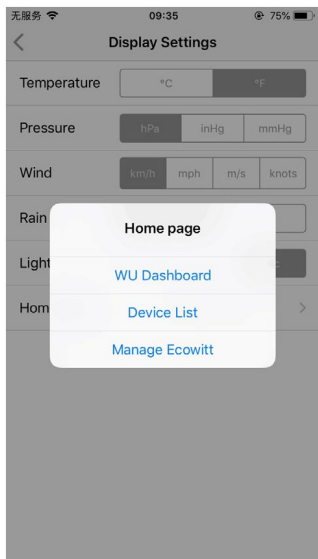 无服务 09:35 75%
Display Settings
Temperature °C °F
Pressure hPa inHg mmHg
Wind km/h mph m/s knots
Rain
Home page
Light
WU Dashboard
Hom Device List
Manage Ecowitt